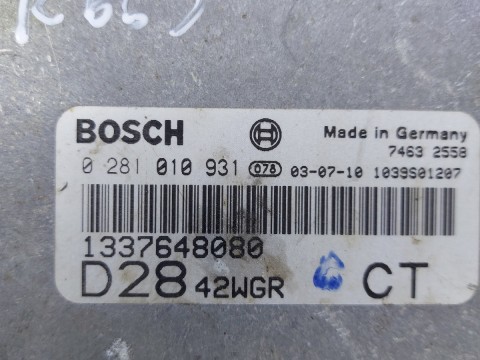 BOSCH Made in Germany
7463 2558
0 281 010 931 078 03-07-10 1039S01207
1337648080
D28 42WGR CT